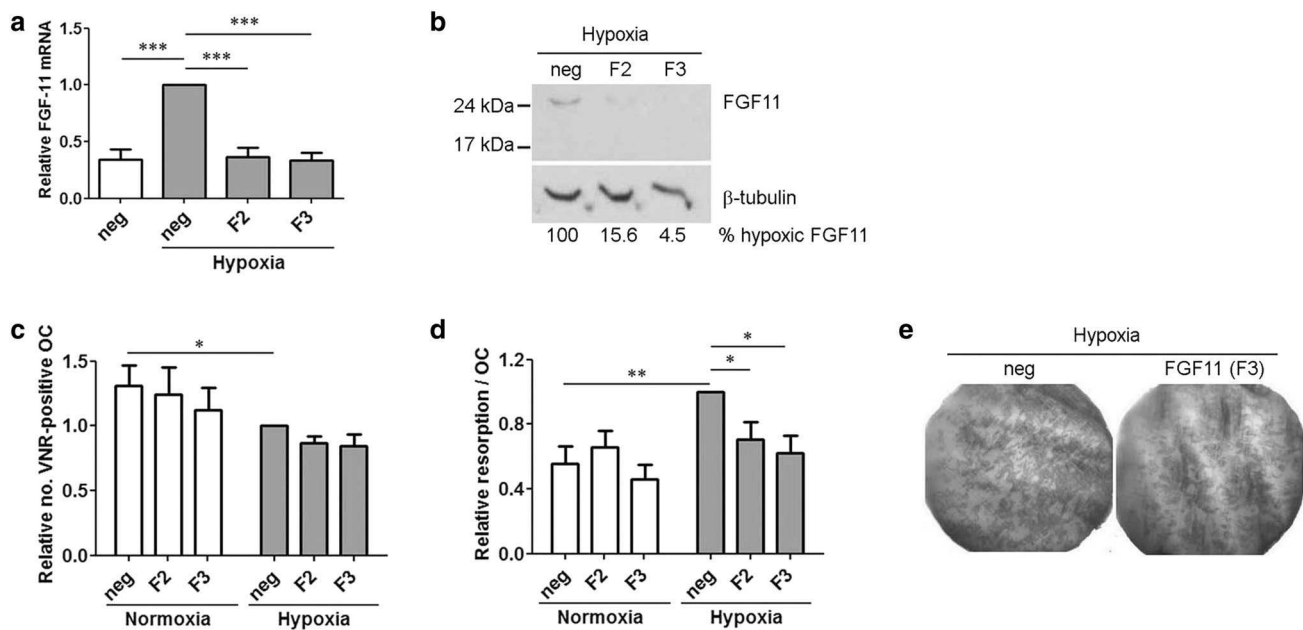 a
Relative FGF-11 mRNA
1.5
1.0
0.5
0.0
***
***
***
neg
neg
F2
F3
Hypoxia
b
Hypoxia
neg F2 F3
24 kDa
17 kDa
FGF11
β-tubulin
100 15.6 4.5 % hypoxic FGF11
c
Relative no. VNR-positive OC
1.5
1.0
0.5
0.0
*
neg
F2
F3
neg
F2
F3
Normoxia
Hypoxia
d
Relative resorption / OC
1.2
0.8
0.4
0.0
**
*
*
neg
F2
F3
neg
F2
F3
Normoxia
Hypoxia
e
Hypoxia
neg FGF11 (F3)